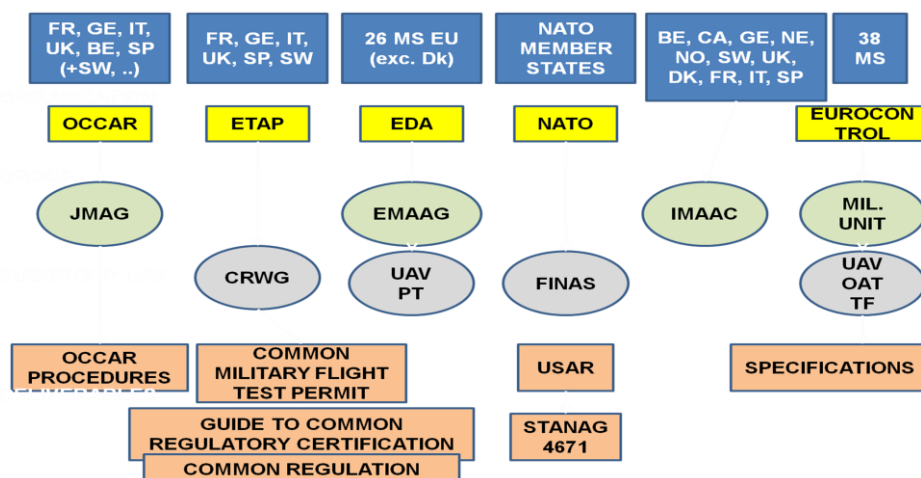 FR, GE, IT,
UK, BE, SP
(+SW, ..)
FR, GE, IT,
UK, SP, SW
26 MS EU
(exc. Dk)
NATO
MEMBER
STATES
BE, CA, GE, NE,
NO, SW, UK,
DK, FR, IT, SP
38
MS
OCCAR
ETAP
EDA
NATO
EUROCON
TROL
JMAG
EMAAG
IMAAC
MIL.
UNIT
CRWG
UAV
PT
FINAS
UAV
OAT
TF
OCCAR
PROCEDURES
COMMON
MILITARY FLIGHT
TEST PERMIT
USAR
SPECIFICATIONS
GUIDE TO COMMON
REGULATORY CERTIFICATION
STANAG
4671
COMMON REGULATION